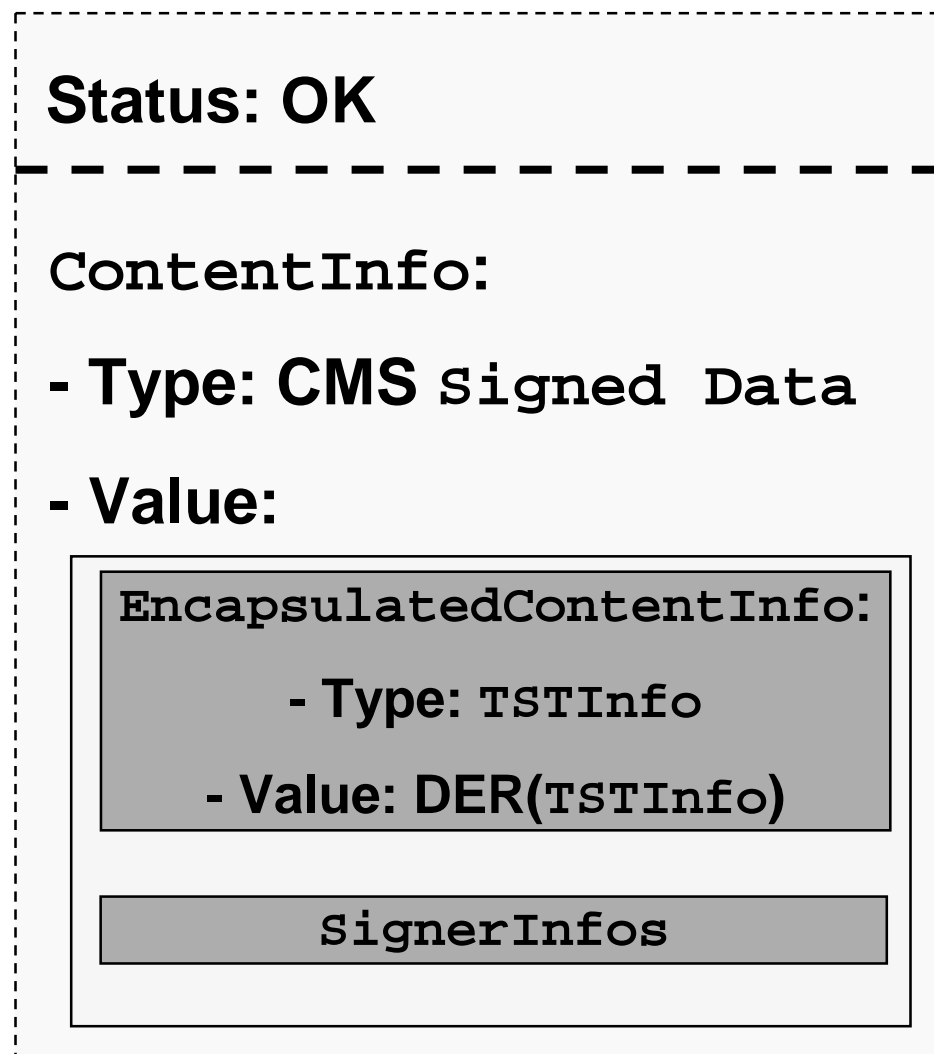 Status: OK
ContentInfo:
- Type: CMS Signed Data
- Value:
EncapsulatedContentInfo:
- Type: TSTInfo
- Value: DER(TSTInfo)
SignerInfos